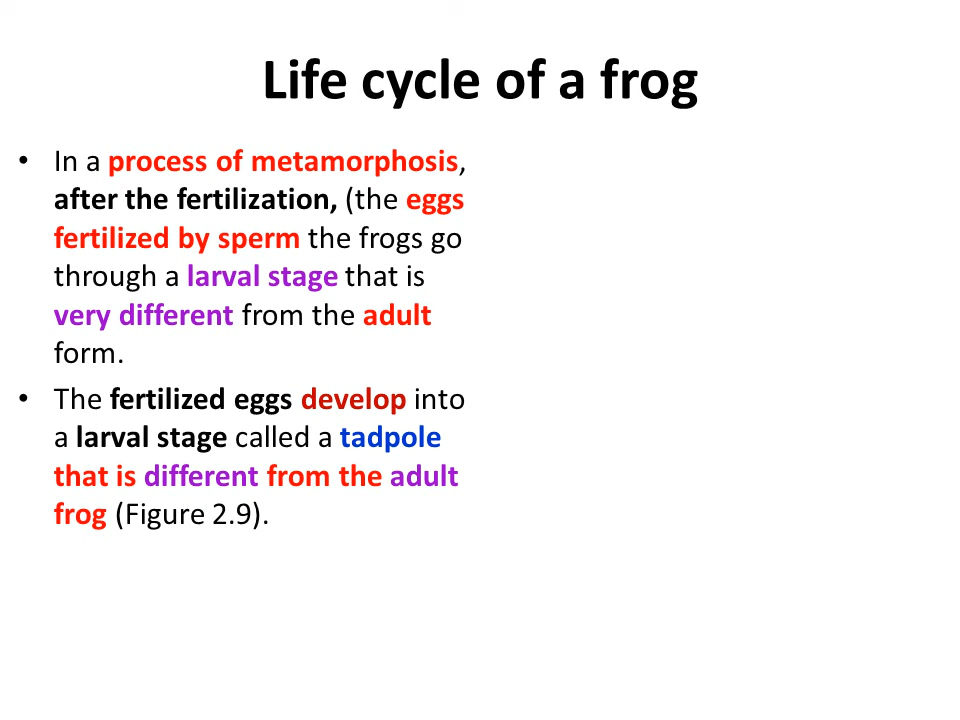 Life cycle of a frog
• In a process of metamorphosis,
after the fertilization, (the eggs
fertilized by sperm the frogs go
through a larval stage that is
very different from the adult
form.
• The fertilized eggs develop into
a larval stage called a tadpole
that is different from the adult
frog (Figure 2.9).